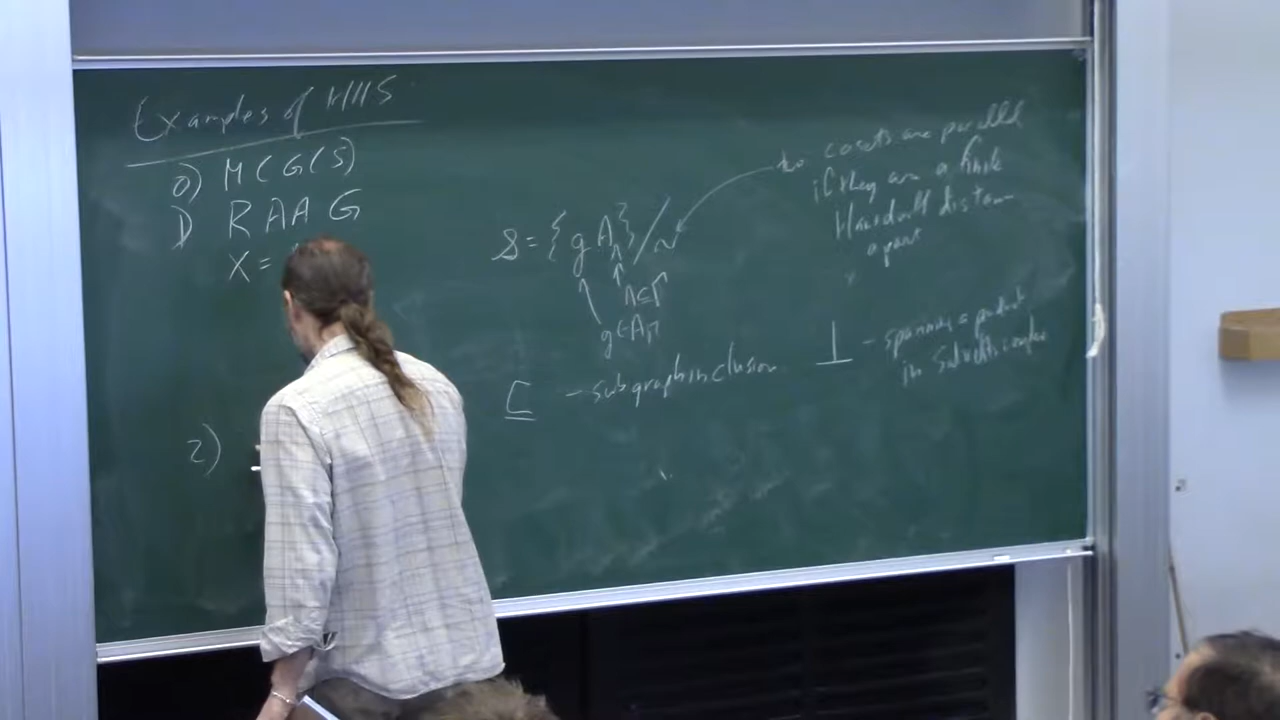 Examples of HHS
0) MCG(S)
1) RAAG
X =
2)
S = {gA_Λ}/~
Λ⊆Γ
g∈A_Γ
two cosets are parallel
if they are a finite
Hausdorff distance
apart
⊑ - subgraph inclusion
⊥ - spanning a product
in Salvetti complex